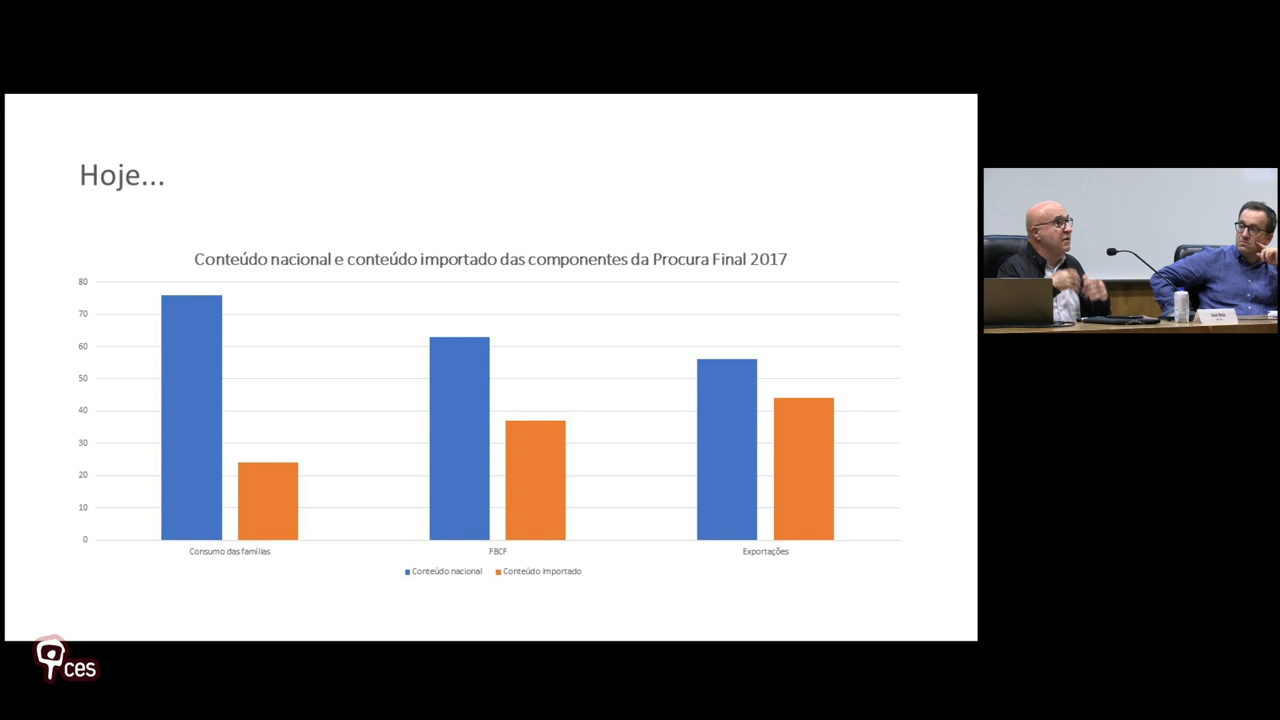 Hoje...
Conteúdo nacional e conteúdo importado das componentes da Procura Final 2017
80
70
60
50
40
30
20
10
0
Consumo das famílias
FBCF
Exportações
Conteúdo nacional
Conteúdo importado
ces